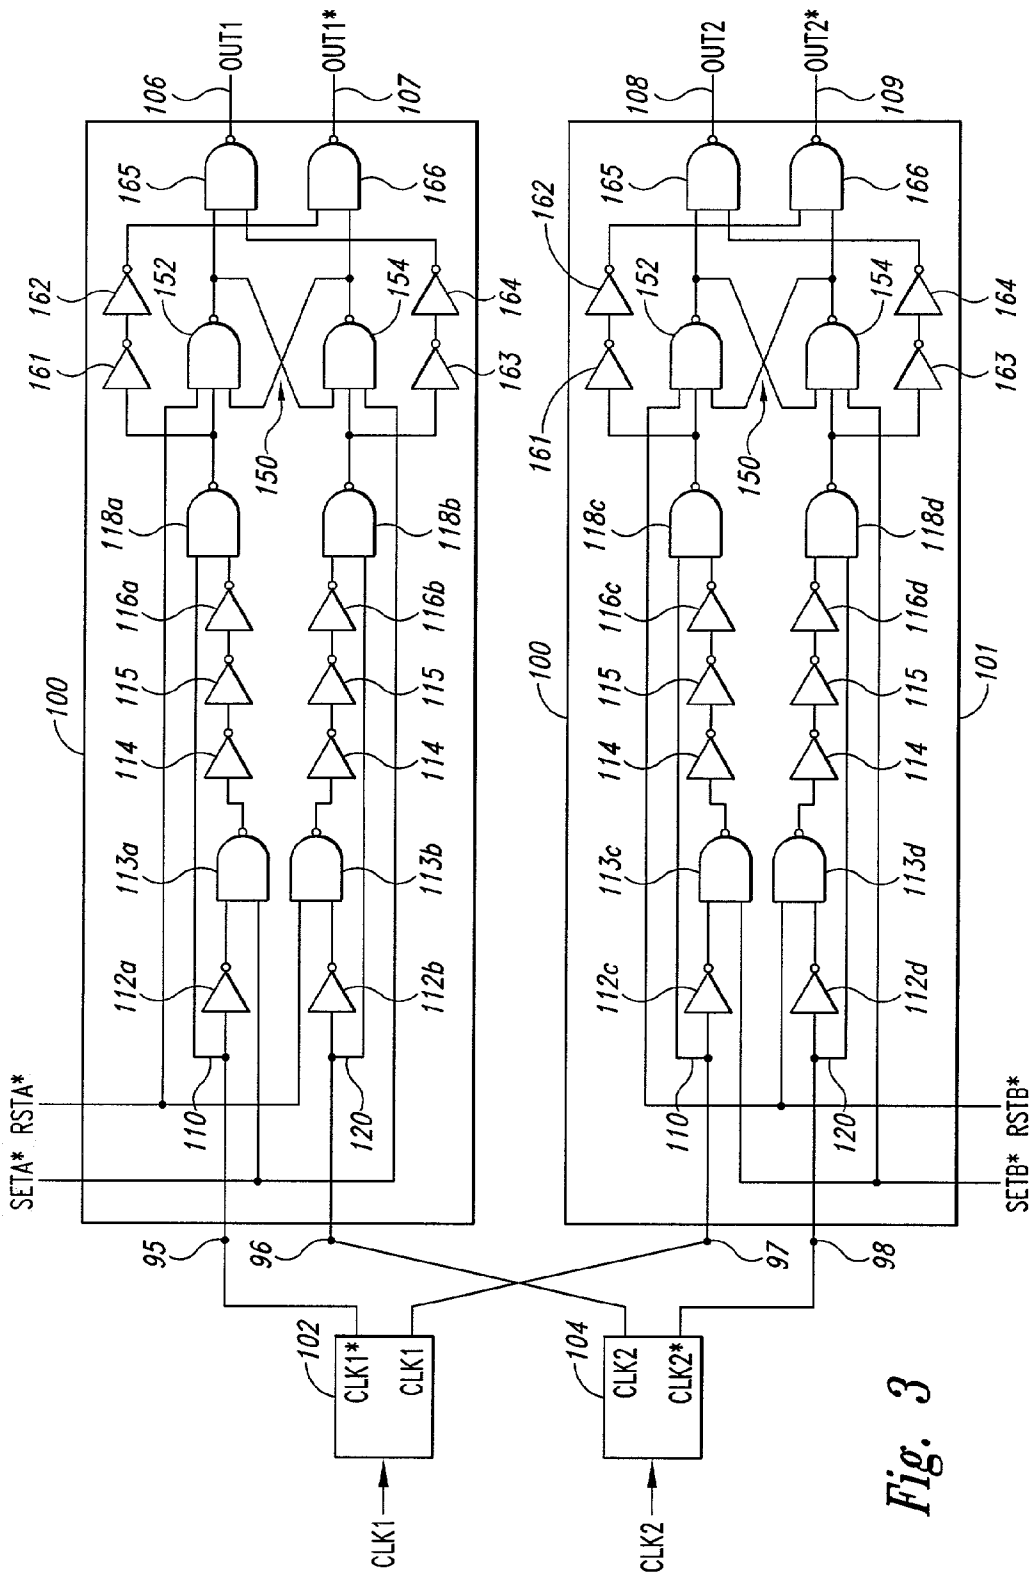 SETA* RSTA*
100
110
112a
113a
114
115
116a
118a
161
162
152
165
106
OUT1
95
96
120
112b
113b
114
115
116b
118b
150
163
164
154
166
107
OUT1*
CLK1
102
CLK1*
CLK1
CLK2
104
CLK2
CLK2*
97
98
100
110
112c
113c
114
115
116c
118c
161
162
152
165
108
OUT2
120
112d
113d
114
115
116d
118d
150
163
164
154
166
109
OUT2*
101
SETB* RSTB*
Fig. 3